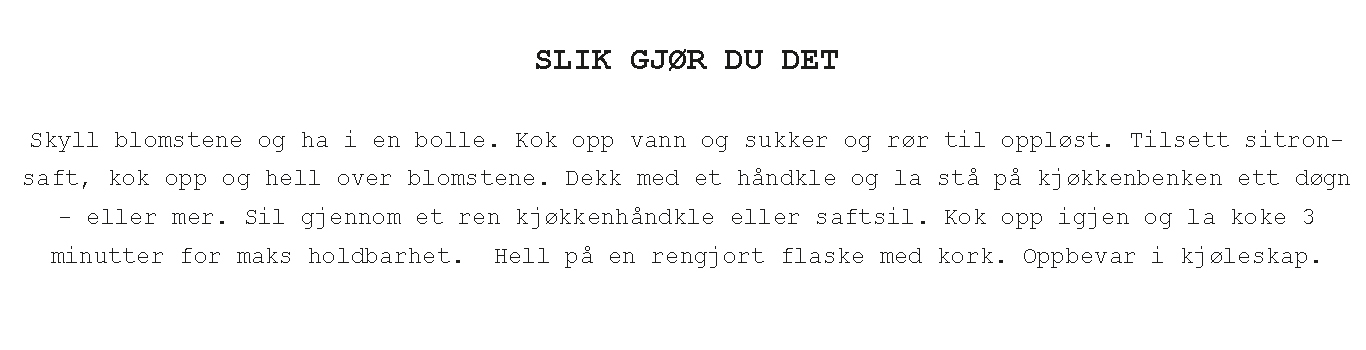 SLIK GJØR DU DET
Skyll blomstene og ha i en bolle. Kok opp vann og sukker og rør til oppløst. Tilsett sitron-
saft, kok opp og hell over blomstene. Dekk med et håndkle og la stå på kjøkkenbenken ett døgn
- eller mer. Sil gjennom et ren kjøkkenhåndkle eller saftsil. Kok opp igjen og la koke 3
minutter for maks holdbarhet.  Hell på en rengjort flaske med kork. Oppbevar i kjøleskap.